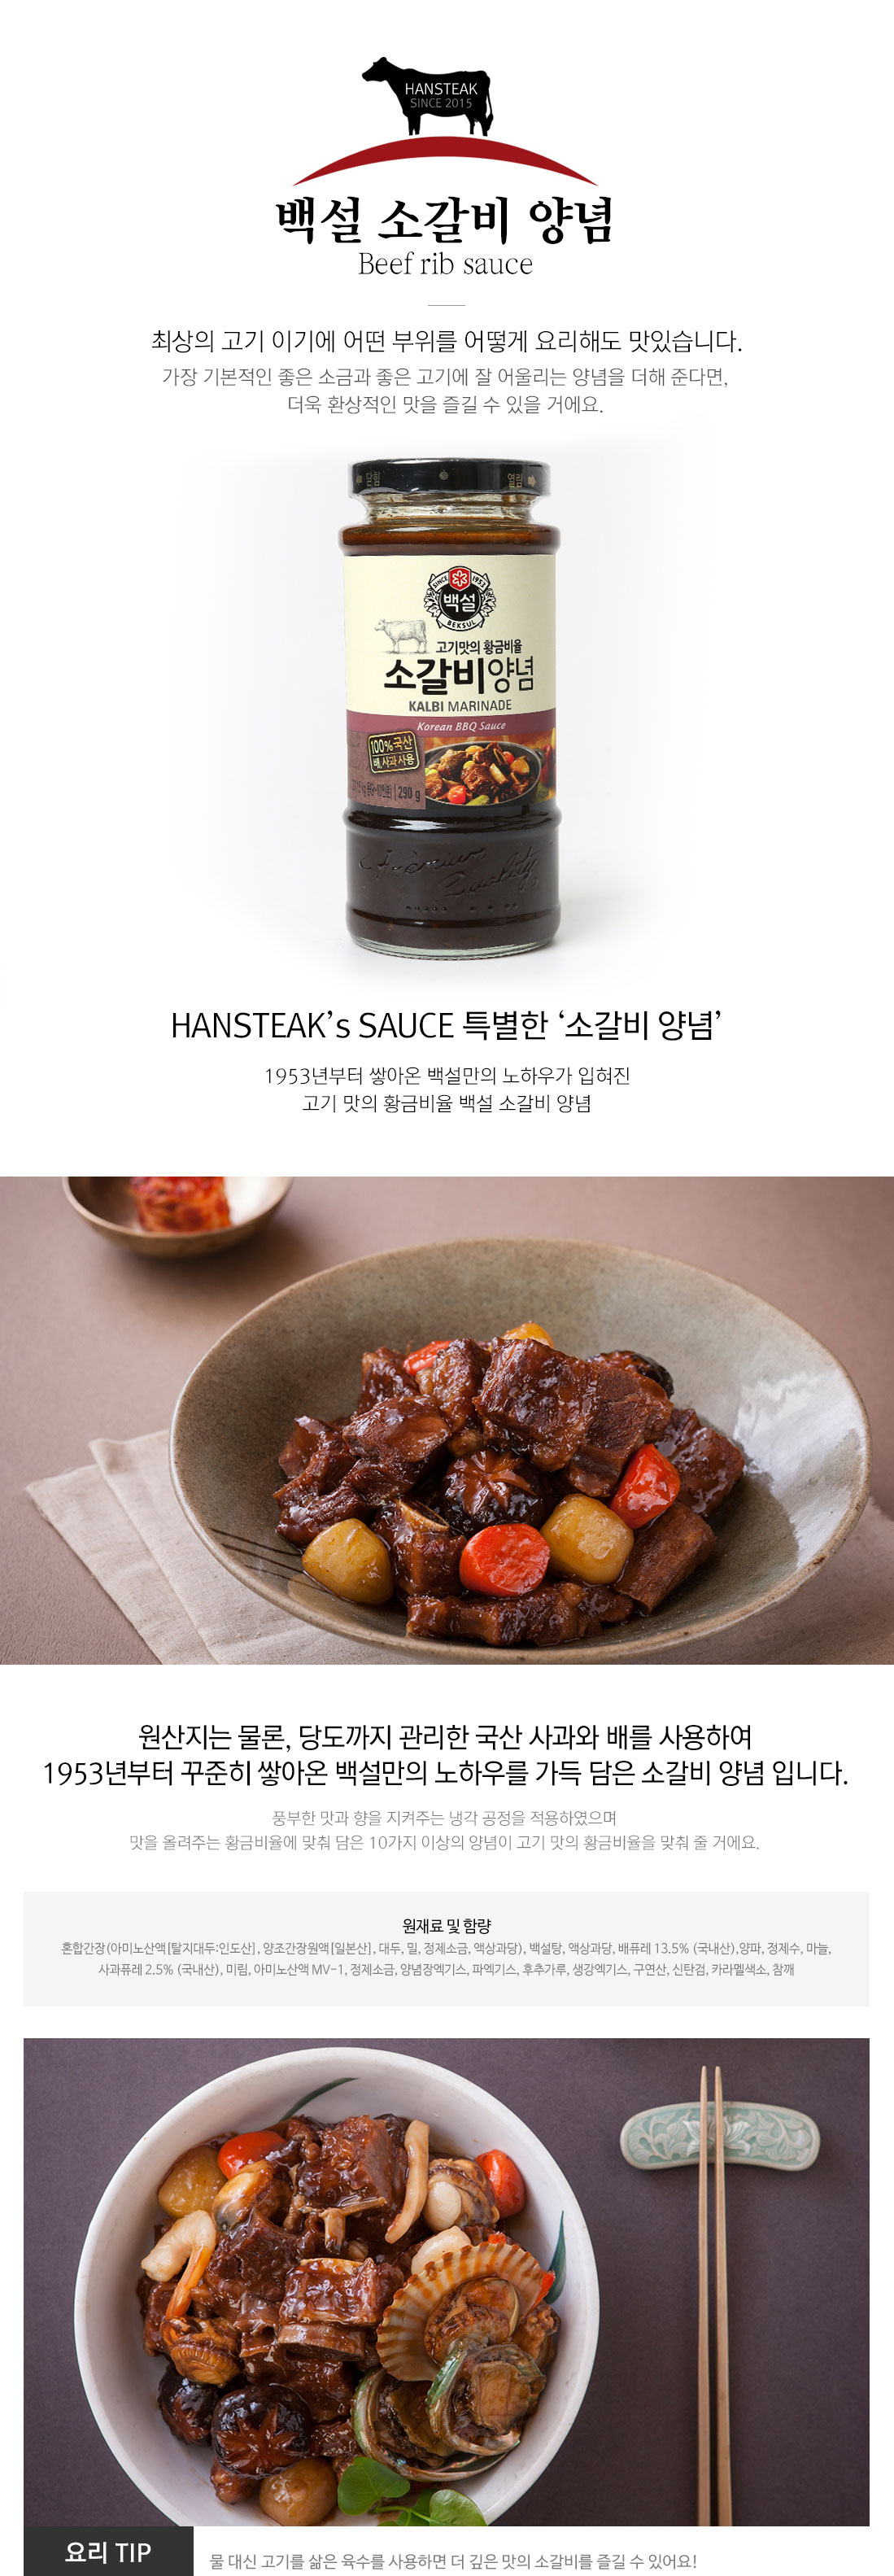 HANSTEAK
SINCE 2015
백설 소갈비 양념
Beef rib sauce
최상의 고기 이기에 어떤 부위를 어떻게 요리해도 맛있습니다.
가장 기본적인 좋은 소금과 좋은 고기에 잘 어울리는 양념을 더해 준다면,
더욱 환상적인 맛을 즐길 수 있을 거에요.
닫힘 열림
SINCE 1953
백설
BEKSUL
고기맛의 황금비율
소갈비양념
KALBI MARINADE
Korean BBQ Sauce
100%국산
배,사과 사용
290 g
Premium
Quality
HANSTEAK's SAUCE 특별한 ‘소갈비 양념’
1953년부터 쌓아온 백설만의 노하우가 입혀진
고기 맛의 황금비율 백설 소갈비 양념
원산지는 물론, 당도까지 관리한 국산 사과와 배를 사용하여
1953년부터 꾸준히 쌓아온 백설만의 노하우를 가득 담은 소갈비 양념 입니다.
풍부한 맛과 향을 지켜주는 냉각 공정을 적용하였으며
맛을 올려주는 황금비율에 맞춰 담은 10가지 이상의 양념이 고기 맛의 황금비율을 맞춰 줄 거에요.
원재료 및 함량
혼합간장(아미노산액[탈지대두:인도산], 양조간장원액[일본산], 대두, 밀, 정제소금, 액상과당), 백설탕, 액상과당, 배퓨레 13.5% (국내산),양파, 정제수, 마늘,
사과퓨레 2.5% (국내산), 미림, 아미노산액 MV-1, 정제소금, 양념장엑기스, 파엑기스, 후추가루, 생강엑기스, 구연산, 신탄검, 카라멜색소, 참깨
요리 TIP
물 대신 고기를 삶은 육수를 사용하면 더 깊은 맛의 소갈비를 즐길 수 있어요!